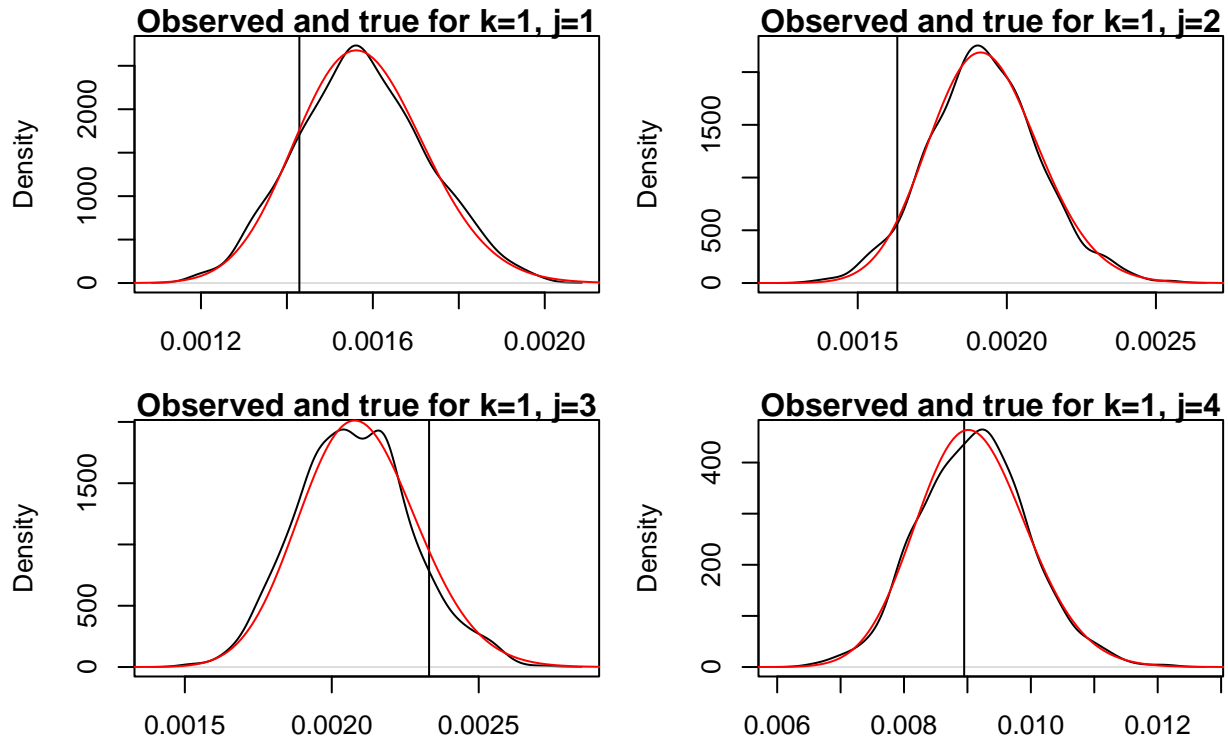 Observed and true for k=1, j=1
Density
0 1000 2000
0.0012 0.0016 0.0020
Observed and true for k=1, j=2
Density
0 500 1500
0.0015 0.0020 0.0025
Observed and true for k=1, j=3
Density
0 500 1500
0.0015 0.0020 0.0025
Observed and true for k=1, j=4
Density
0 200 400
0.006 0.008 0.010 0.012